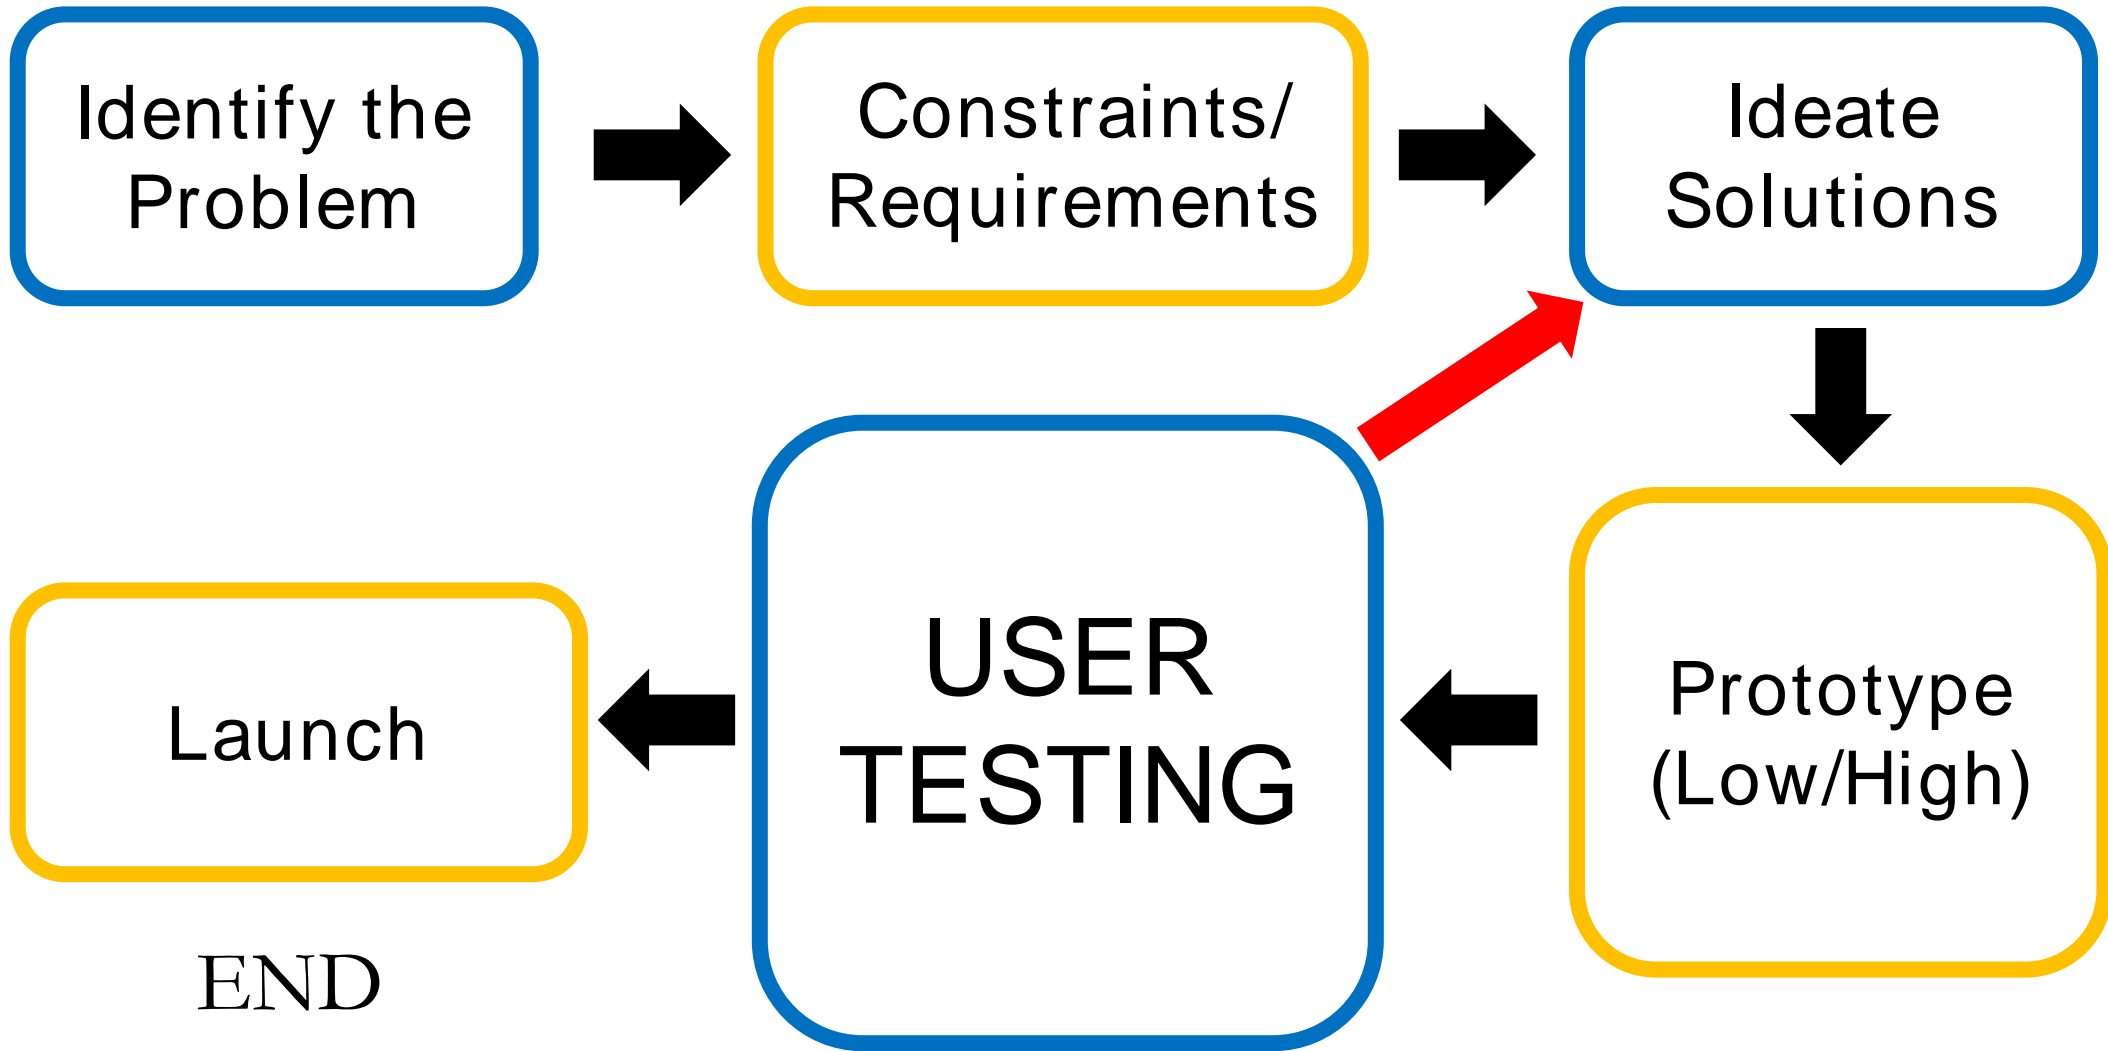 Identify the
Problem
Constraints/
Requirements
Ideate
Solutions
Prototype
(Low/High)
USER
TESTING
Launch
END